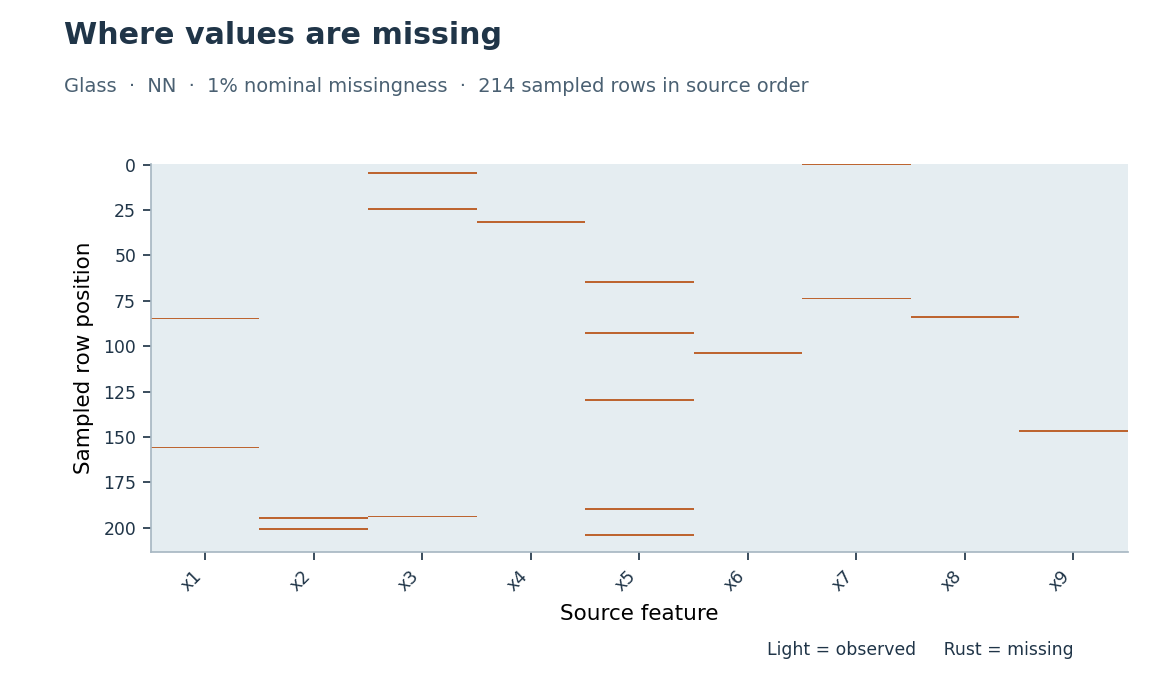 Where values are missing
Glass · NN · 1% nominal missingness · 214 sampled rows in source order
0
25
50
75
100
125
150
175
200
Sampled row position
x1 x2 x3 x4 x5 x6 x7 x8 x9
Source feature
Light = observed Rust = missing